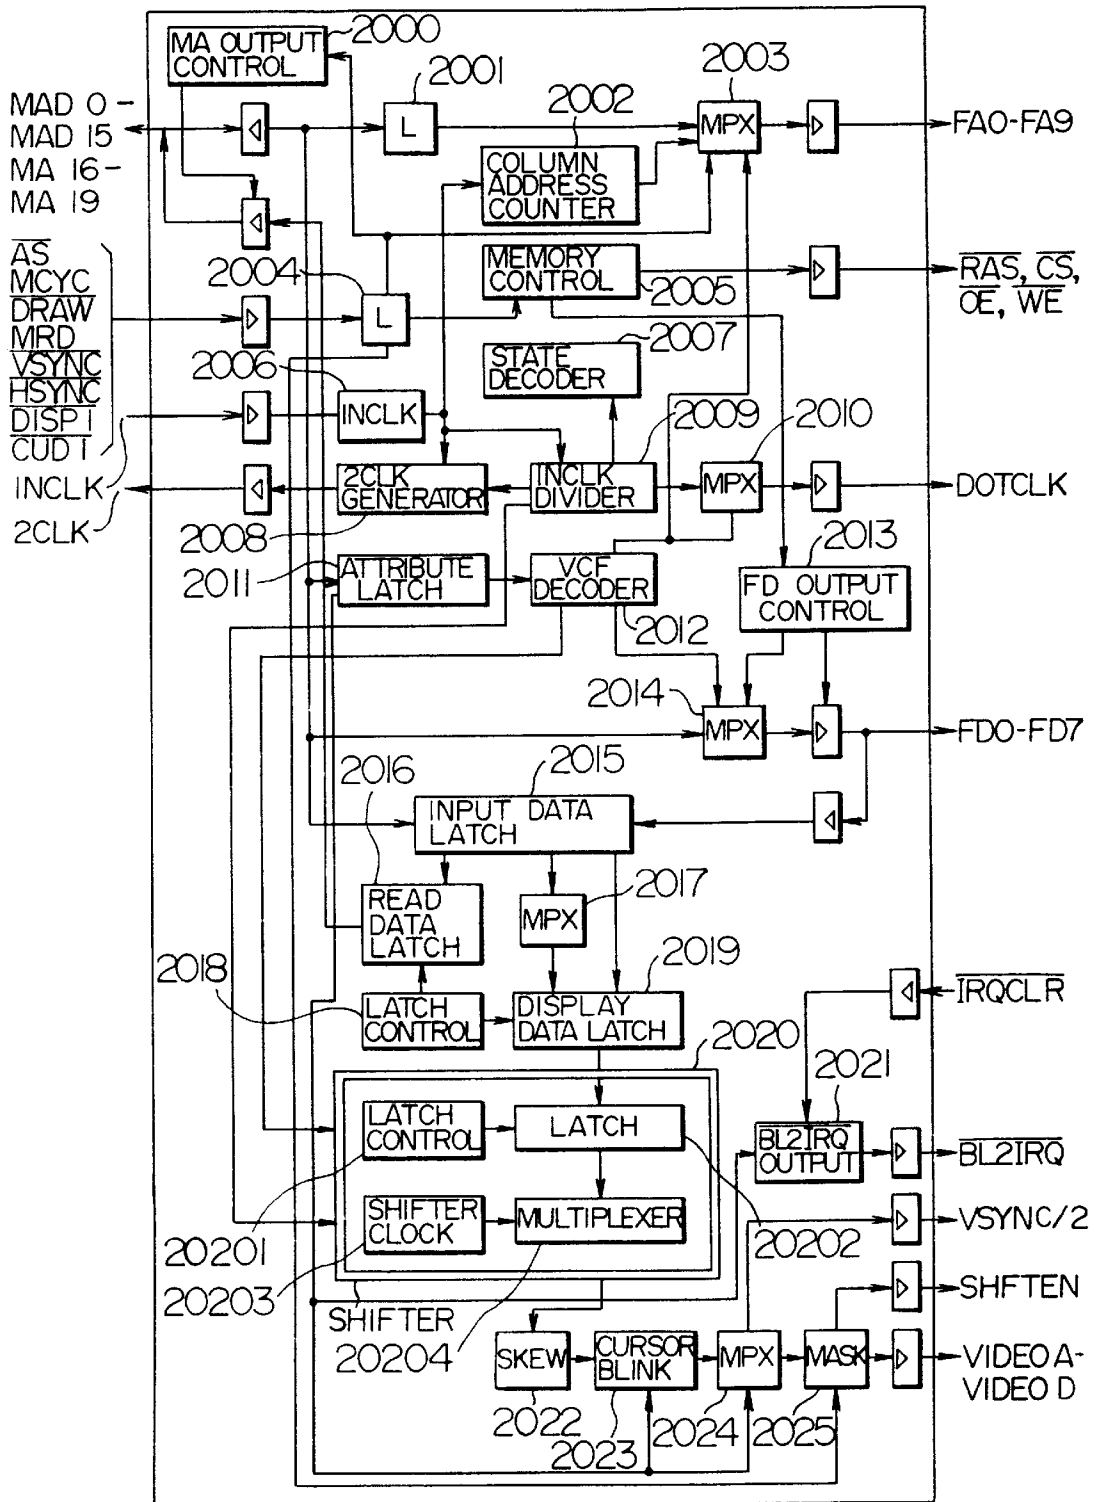 2000
MA OUTPUT
CONTROL
2001
2002
2003
MAD 0 -
MAD 15
MA 16 -
MA 19
L
MPX
FA0-FA9
COLUMN
ADDRESS
COUNTER
AS
MCYC
DRAW
MRD
VSYNC
HSYNC
DISP1
CUD1
INCLK
2CLK
2004
L
MEMORY
CONTROL
2005
RAS, CS,
OE, WE
2006
INCLK
2007
STATE
DECODER
2009
2010
2CLK
GENERATOR
2008
INCLK
DIVIDER
MPX
DOTCLK
2011
ATTRIBUTE
LATCH
VCF
DECODER
2012
2013
FD OUTPUT
CONTROL
2014
MPX
FD0-FD7
2015
2016
INPUT DATA
LATCH
READ
DATA
LATCH
2017
MPX
2018
LATCH
CONTROL
2019
DISPLAY
DATA LATCH
IRQCLR
2020
2021
LATCH
CONTROL
LATCH
BL2IRQ
OUTPUT
BL2IRQ
SHIFTER
CLOCK
MULTIPLEXER
20201
20202
20203
20204
SHIFTER
VSYNC/2
SHFTEN
SKEW
2022
CURSOR
BLINK
2023
MPX
2024
MASK
2025
VIDEO A-
VIDEO D